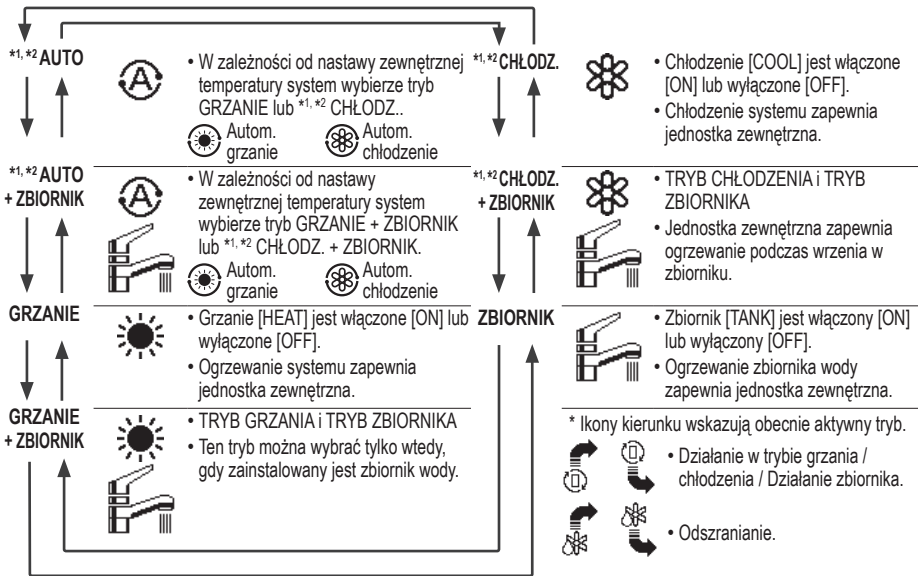 *1, *2 AUTO
• W zależności od nastawy zewnętrznej
temperatury system wybierze tryb
GRZANIE lub *1, *2 CHŁODZ..
Autom.
grzanie
Autom.
chłodzenie
*1, *2 AUTO
+ ZBIORNIK
• W zależności od nastawy
zewnętrznej temperatury system
wybierze tryb GRZANIE + ZBIORNIK
lub *1, *2 CHŁODZ. + ZBIORNIK.
Autom.
grzanie
Autom.
chłodzenie
GRZANIE
• Grzanie [HEAT] jest włączone [ON] lub
wyłączone [OFF].
• Ogrzewanie systemu zapewnia
jednostka zewnętrzna.
GRZANIE
+ ZBIORNIK
• TRYB GRZANIA i TRYB ZBIORNIKA
• Ten tryb można wybrać tylko wtedy,
gdy zainstalowany jest zbiornik wody.
*1, *2 CHŁODZ.
• Chłodzenie [COOL] jest włączone
[ON] lub wyłączone [OFF].
• Chłodzenie systemu zapewnia
jednostka zewnętrzna.
*1, *2 CHŁODZ.
+ ZBIORNIK
• TRYB CHŁODZENIA i TRYB
ZBIORNIKA
• Jednostka zewnętrzna zapewnia
ogrzewanie podczas wrzenia w
zbiorniku.
ZBIORNIK
• Zbiornik [TANK] jest włączony [ON]
lub wyłączony [OFF].
• Ogrzewanie zbiornika wody
zapewnia jednostka zewnętrzna.
* Ikony kierunku wskazują obecnie aktywny tryb.
• Działanie w trybie grzania /
chłodzenia / Działanie zbiornika.
• Odszranianie.